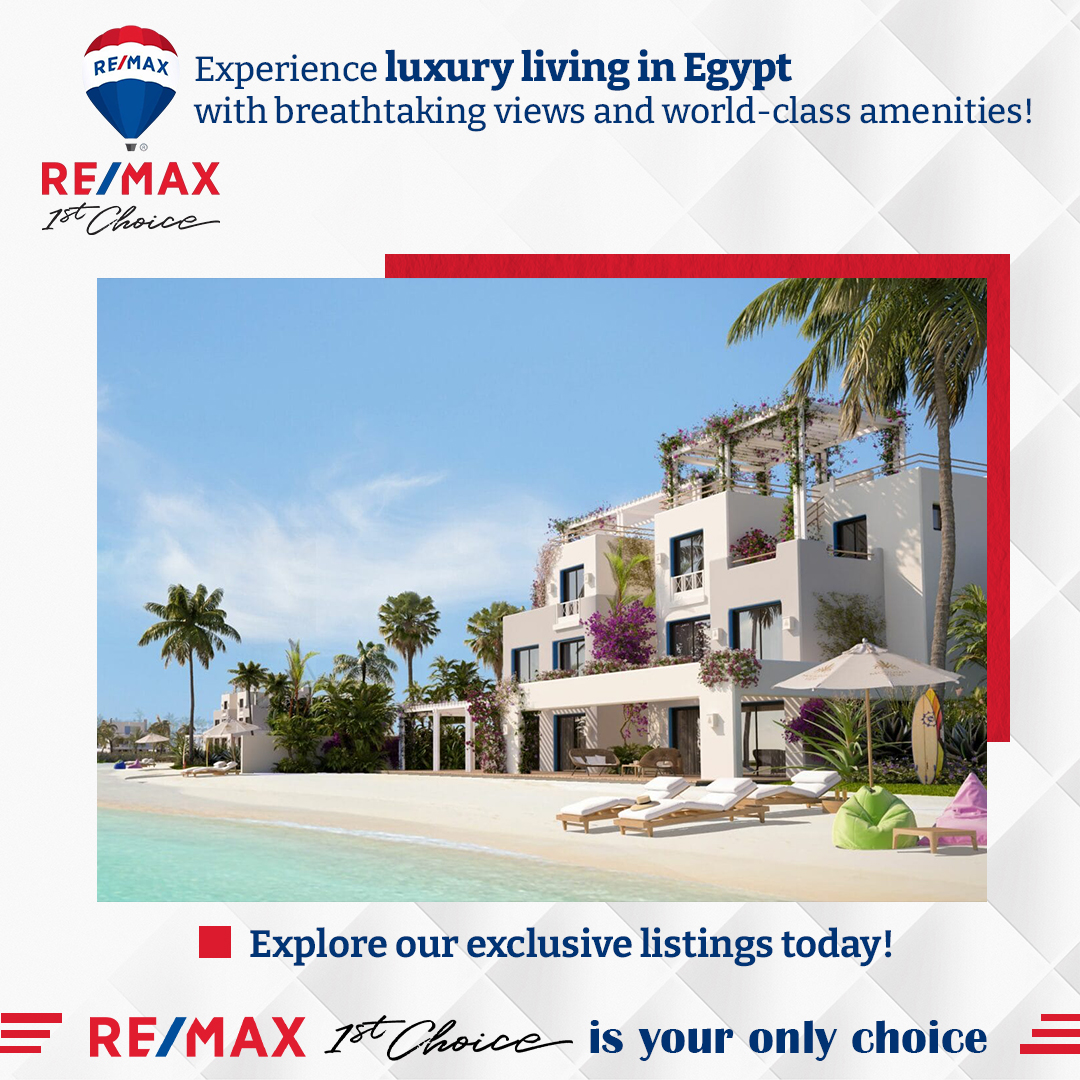 RE/MAX
Experience luxury living in Egypt
with breathtaking views and world-class amenities!
RE/MAX
1st Choice
Explore our exclusive listings today!
RE/MAX 1st Choice is your only choice